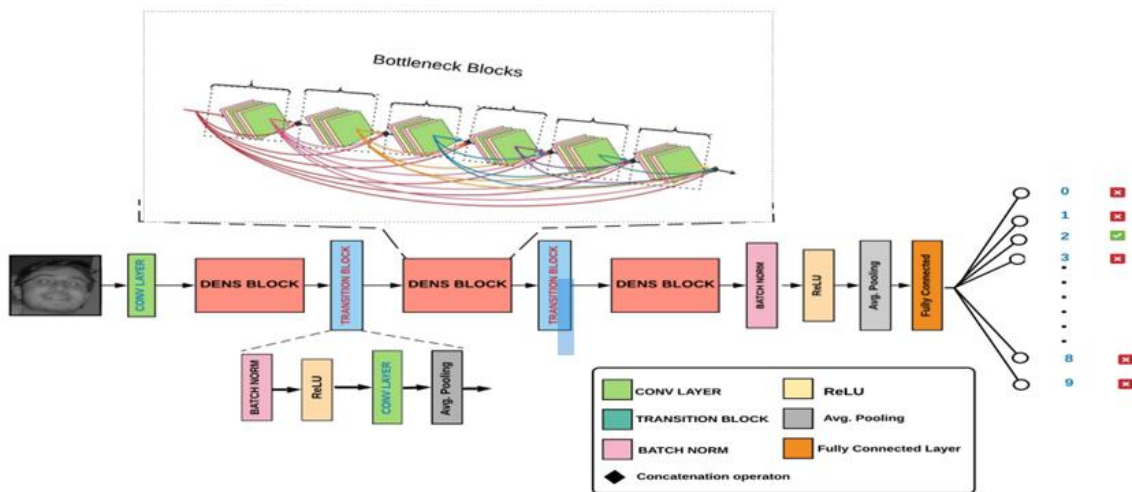 Bottleneck Blocks
CONV LAYER
DENS BLOCK
TRANSITION BLOCK
DENS BLOCK
TRANSITION BLOCK
DENS BLOCK
BATCH NORM
ReLU
Avg. Pooling
Fully Connected
0
1
2
3
8
9
BATCH NORM
ReLU
CONV LAYER
Avg. Pooling
CONV LAYER
ReLU
TRANSITION BLOCK
Avg. Pooling
BATCH NORM
Fully Connected Layer
Concatenation operaton